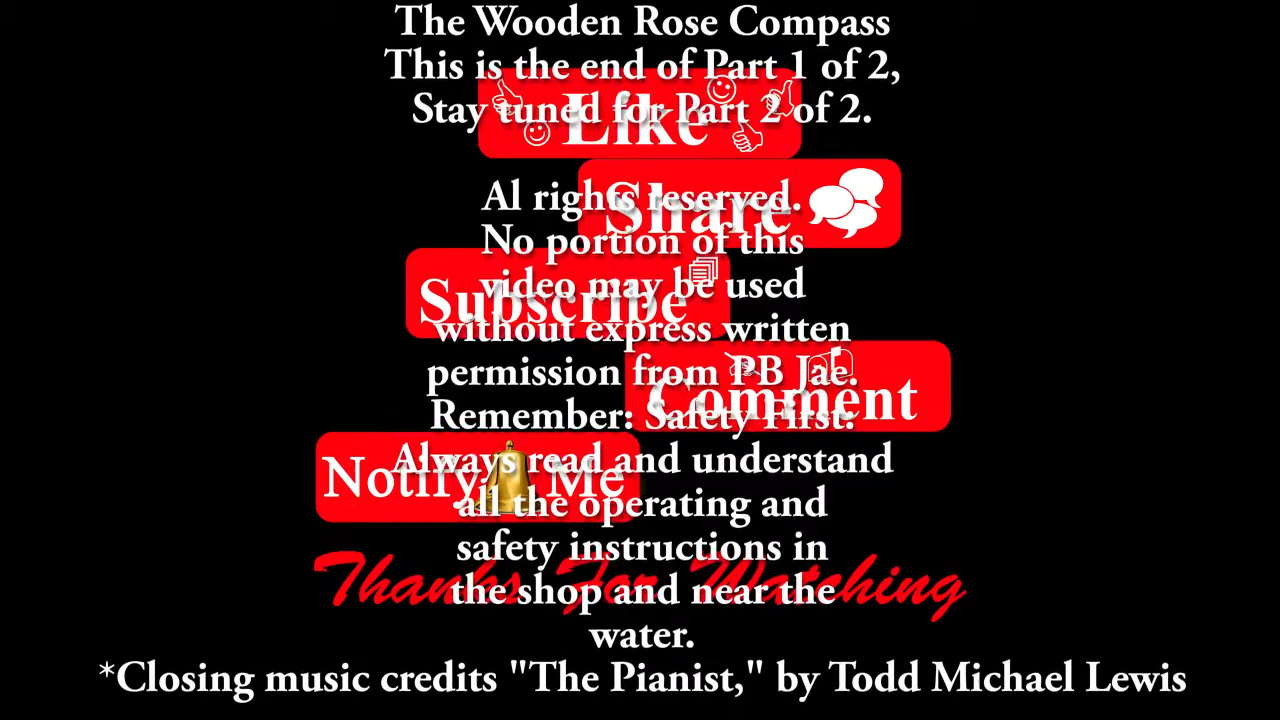 The Wooden Rose Compass
This is the end of Part 1 of 2,
Stay tuned for Part 2 of 2.
Like
Al rights reserved.
Share
No portion of this
video may be used
Subscribe
without express written
permission from PB Jae.
Comment
Remember: Safety First:
Always read and understand
Notify Me
all the operating and
safety instructions in
Thanks For Watching
the shop and near the
water.
*Closing music credits "The Pianist," by Todd Michael Lewis